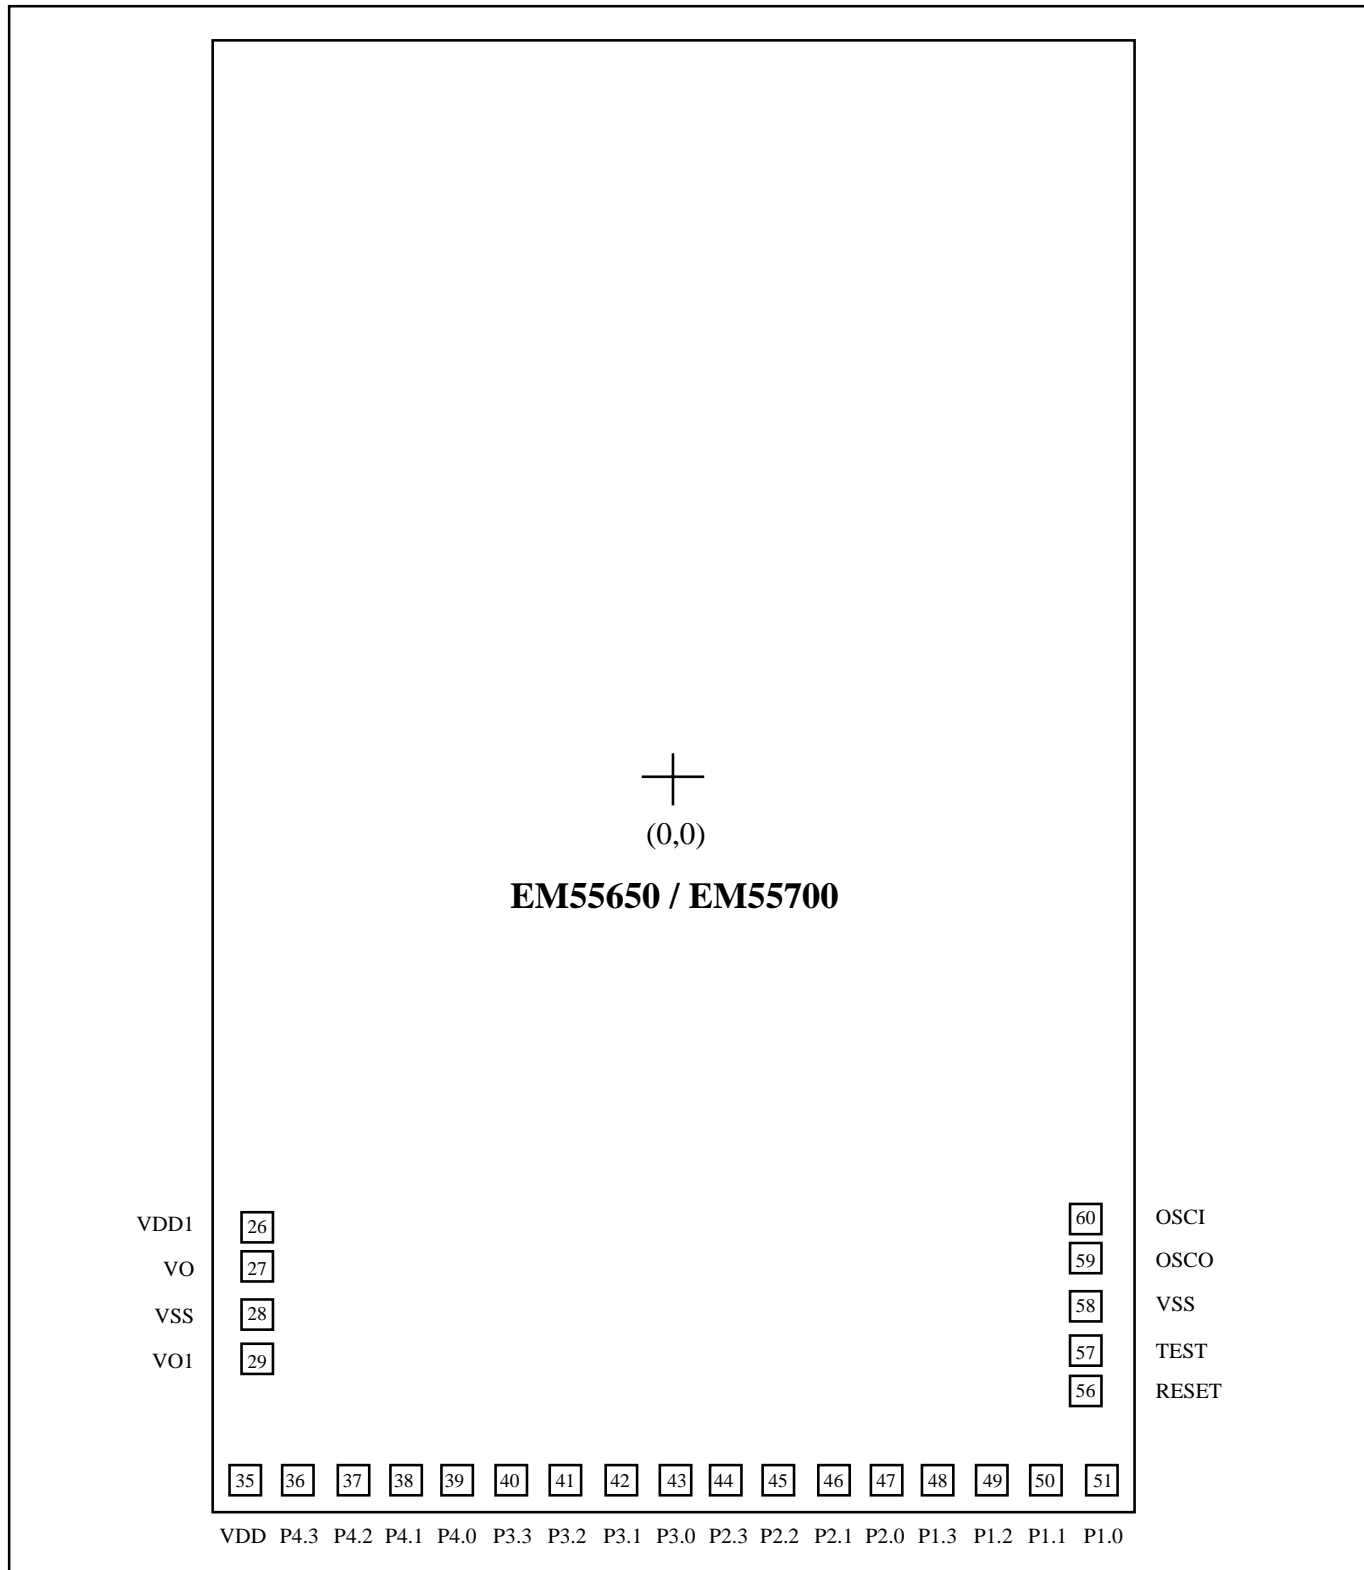 (0,0)
EM55650 / EM55700
VDD1 26 60 OSCI
VO 27 59 OSCO
VSS 28 58 VSS
VO1 29 57 TEST
56 RESET
35 36 37 38 39 40 41 42 43 44 45 46 47 48 49 50 51
VDD P4.3 P4.2 P4.1 P4.0 P3.3 P3.2 P3.1 P3.0 P2.3 P2.2 P2.1 P2.0 P1.3 P1.2 P1.1 P1.0